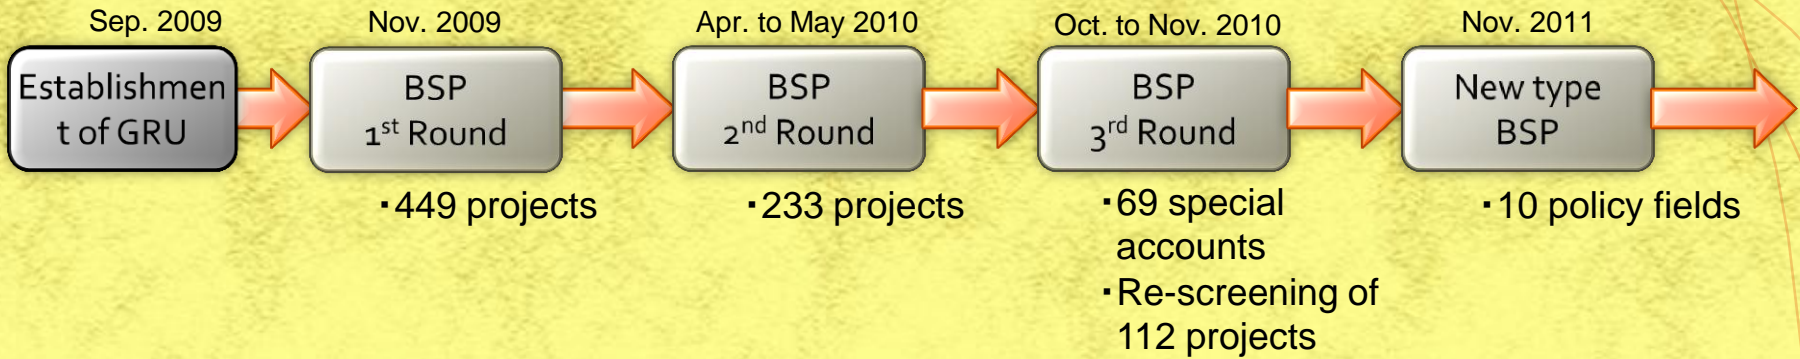 Sep. 2009
Establishmen
t of GRU
Nov. 2009
BSP
1st Round
・449 projects
Apr. to May 2010
BSP
2nd Round
・233 projects
Oct. to Nov. 2010
BSP
3rd Round
・69 special
accounts
・Re-screening of
112 projects
Nov. 2011
New type
BSP
・10 policy fields